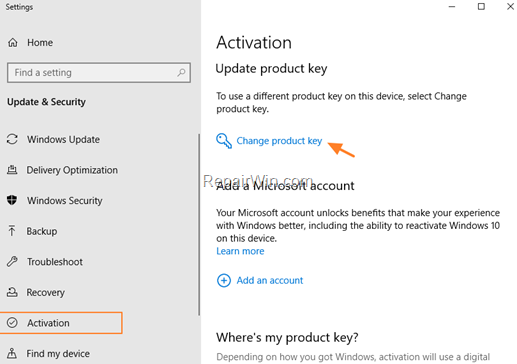 Settings
Home
Find a setting
Update & Security
Windows Update
Delivery Optimization
Windows Security
Backup
Troubleshoot
Recovery
Activation
Find my device
Activation
Update product key
To use a different product key on this device, select Change
product key.
Change product key
RepairWin.com
Add a Microsoft account
Your Microsoft account unlocks benefits that make your experience
with Windows better, including the ability to reactivate Windows 10
on this device.
Learn more
Add an account
Where's my product key?
Depending on how you got Windows, activation will use a digital